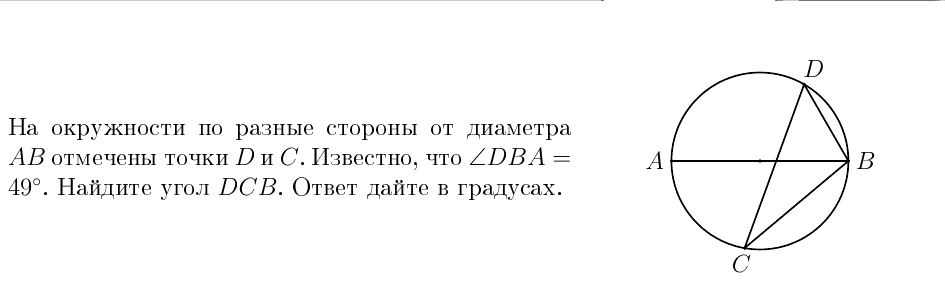 На окружности по разные стороны от диаметра
AB отмечены точки D и C. Известно, что ∠DBA =
49°. Найдите угол DCB. Ответ дайте в градусах.
D
A
B
C